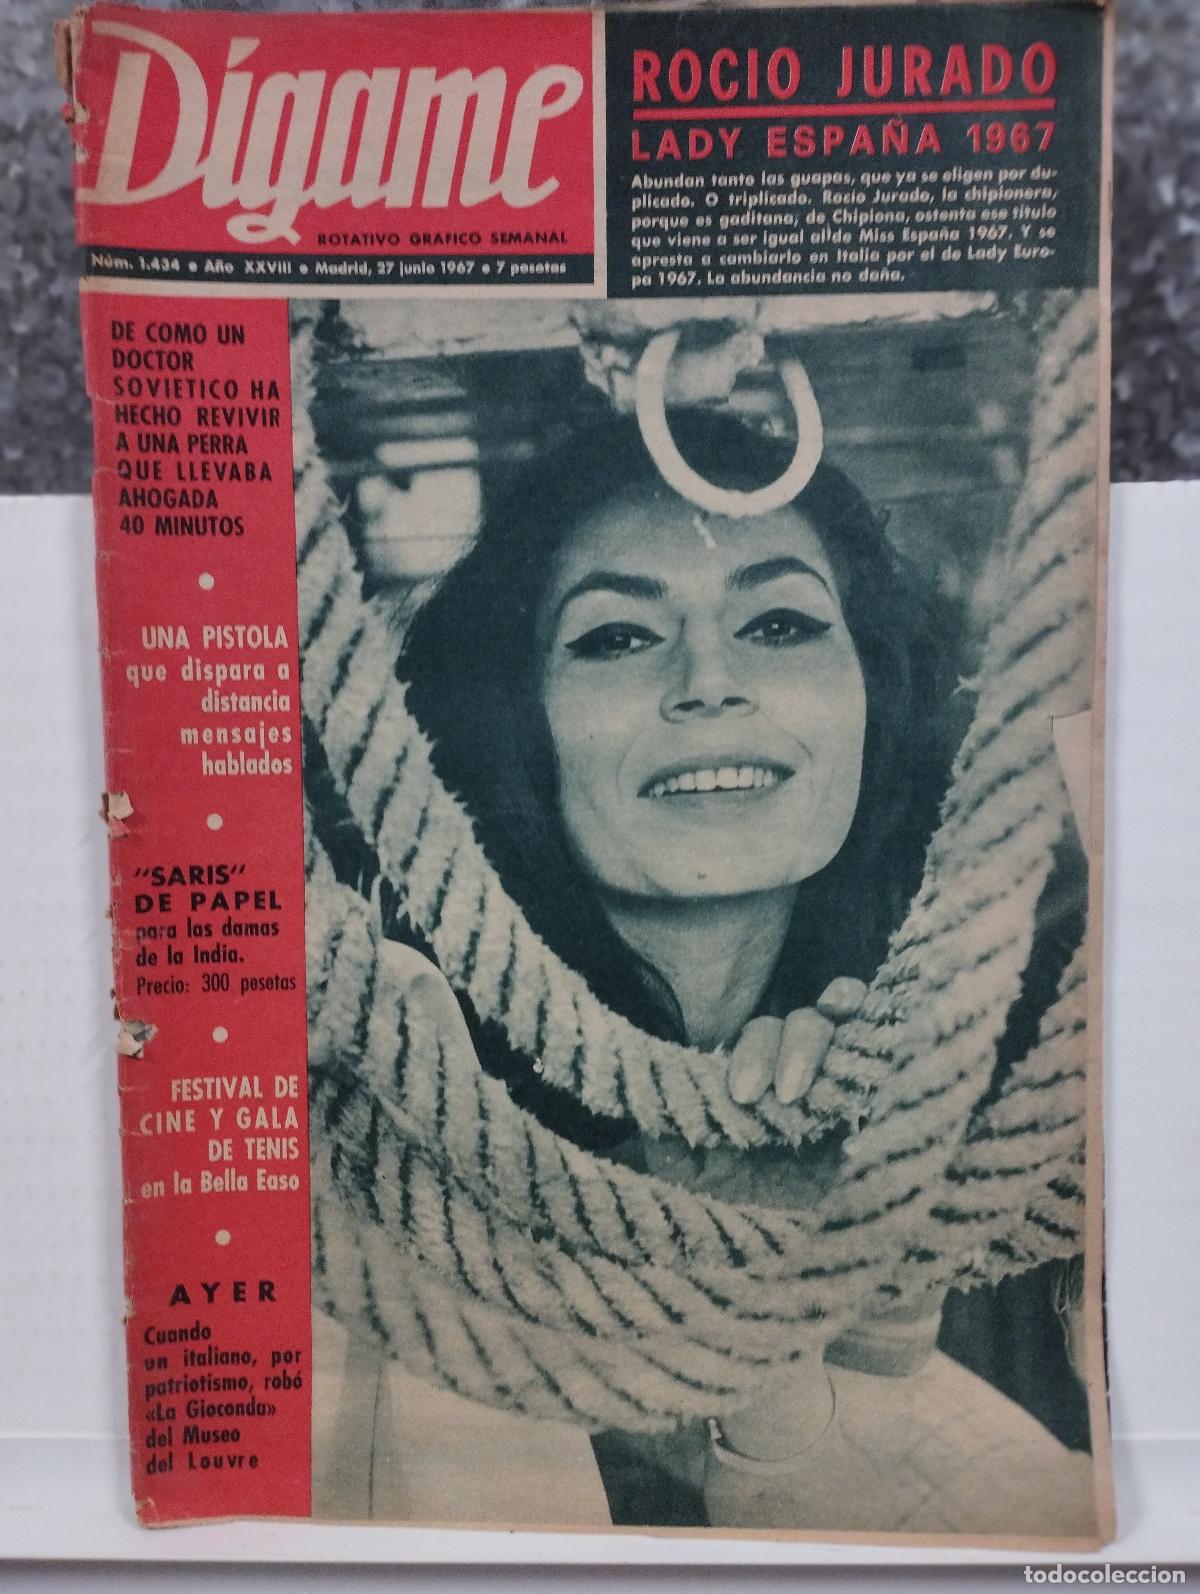 Dígame
ROTATIVO GRAFICO SEMANAL
Núm. 1.434 • Año XXVIII • Madrid, 27 junio 1967 • 7 pesetas
ROCIO JURADO
LADY ESPAÑA 1967
Abundan tanto las guapas, que ya se eligen por du-
plicado. O triplicado. Rocío Jurado, la chipionera,
porque es gaditana, de Chipiona, ostenta ese título
que viene a ser igual al de Miss España 1967. Y se
apresta a cambiarlo en Italia por el de Lady Euro-
pa 1967. La abundancia no daña.
DE COMO UN
DOCTOR
SOVIETICO HA
HECHO REVIVIR
A UNA PERRA
QUE LLEVABA
AHOGADA
40 MINUTOS
•
UNA PISTOLA
que dispara a
distancia
mensajes
hablados
•
"SARIS"
DE PAPEL
para las damas
de la India.
Precio: 300 pesetas
•
FESTIVAL DE
CINE Y GALA
DE TENIS
en la Bella Easo
•
AYER
Cuando
un italiano, por
patriotismo, robó
«La Gioconda»
del Museo
del Louvre
todocoleccion